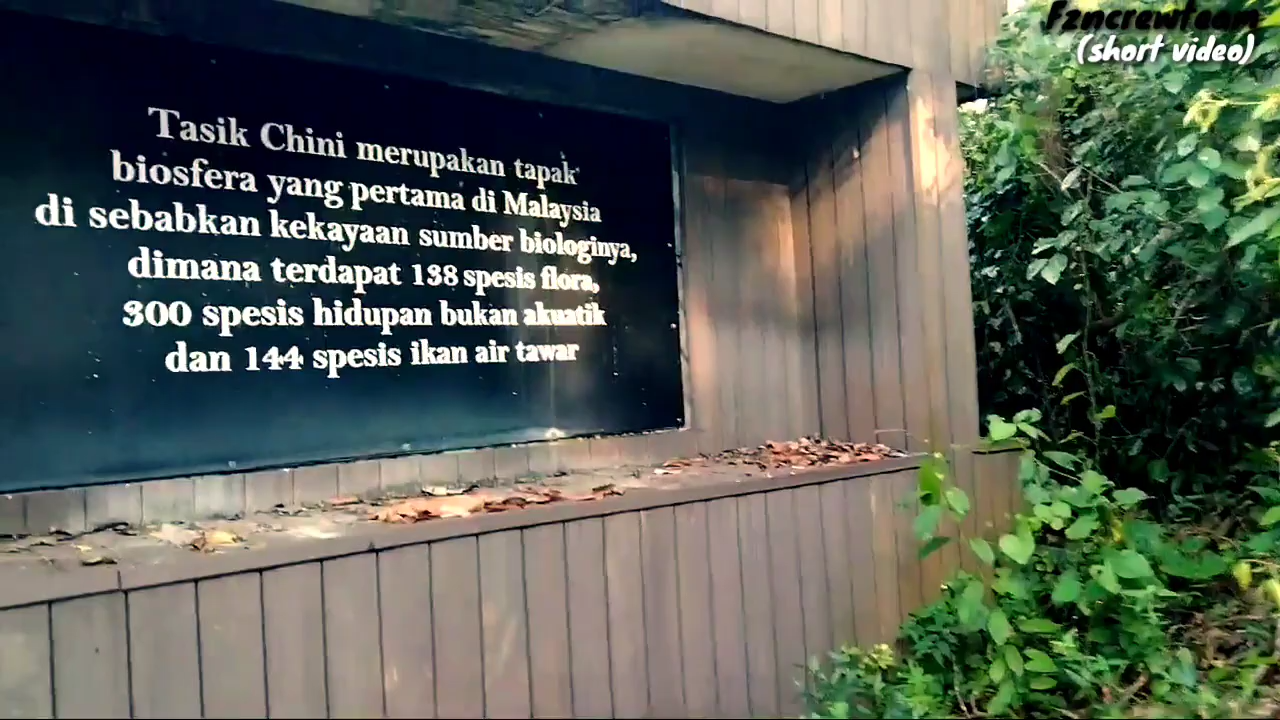 Fzncrewteam
(short video)
Tasik Chini merupakan tapak
biosfera yang pertama di Malaysia
di sebabkan kekayaan sumber biologinya,
dimana terdapat 138 spesis flora,
300 spesis hidupan bukan akuatik
dan 144 spesis ikan air tawar